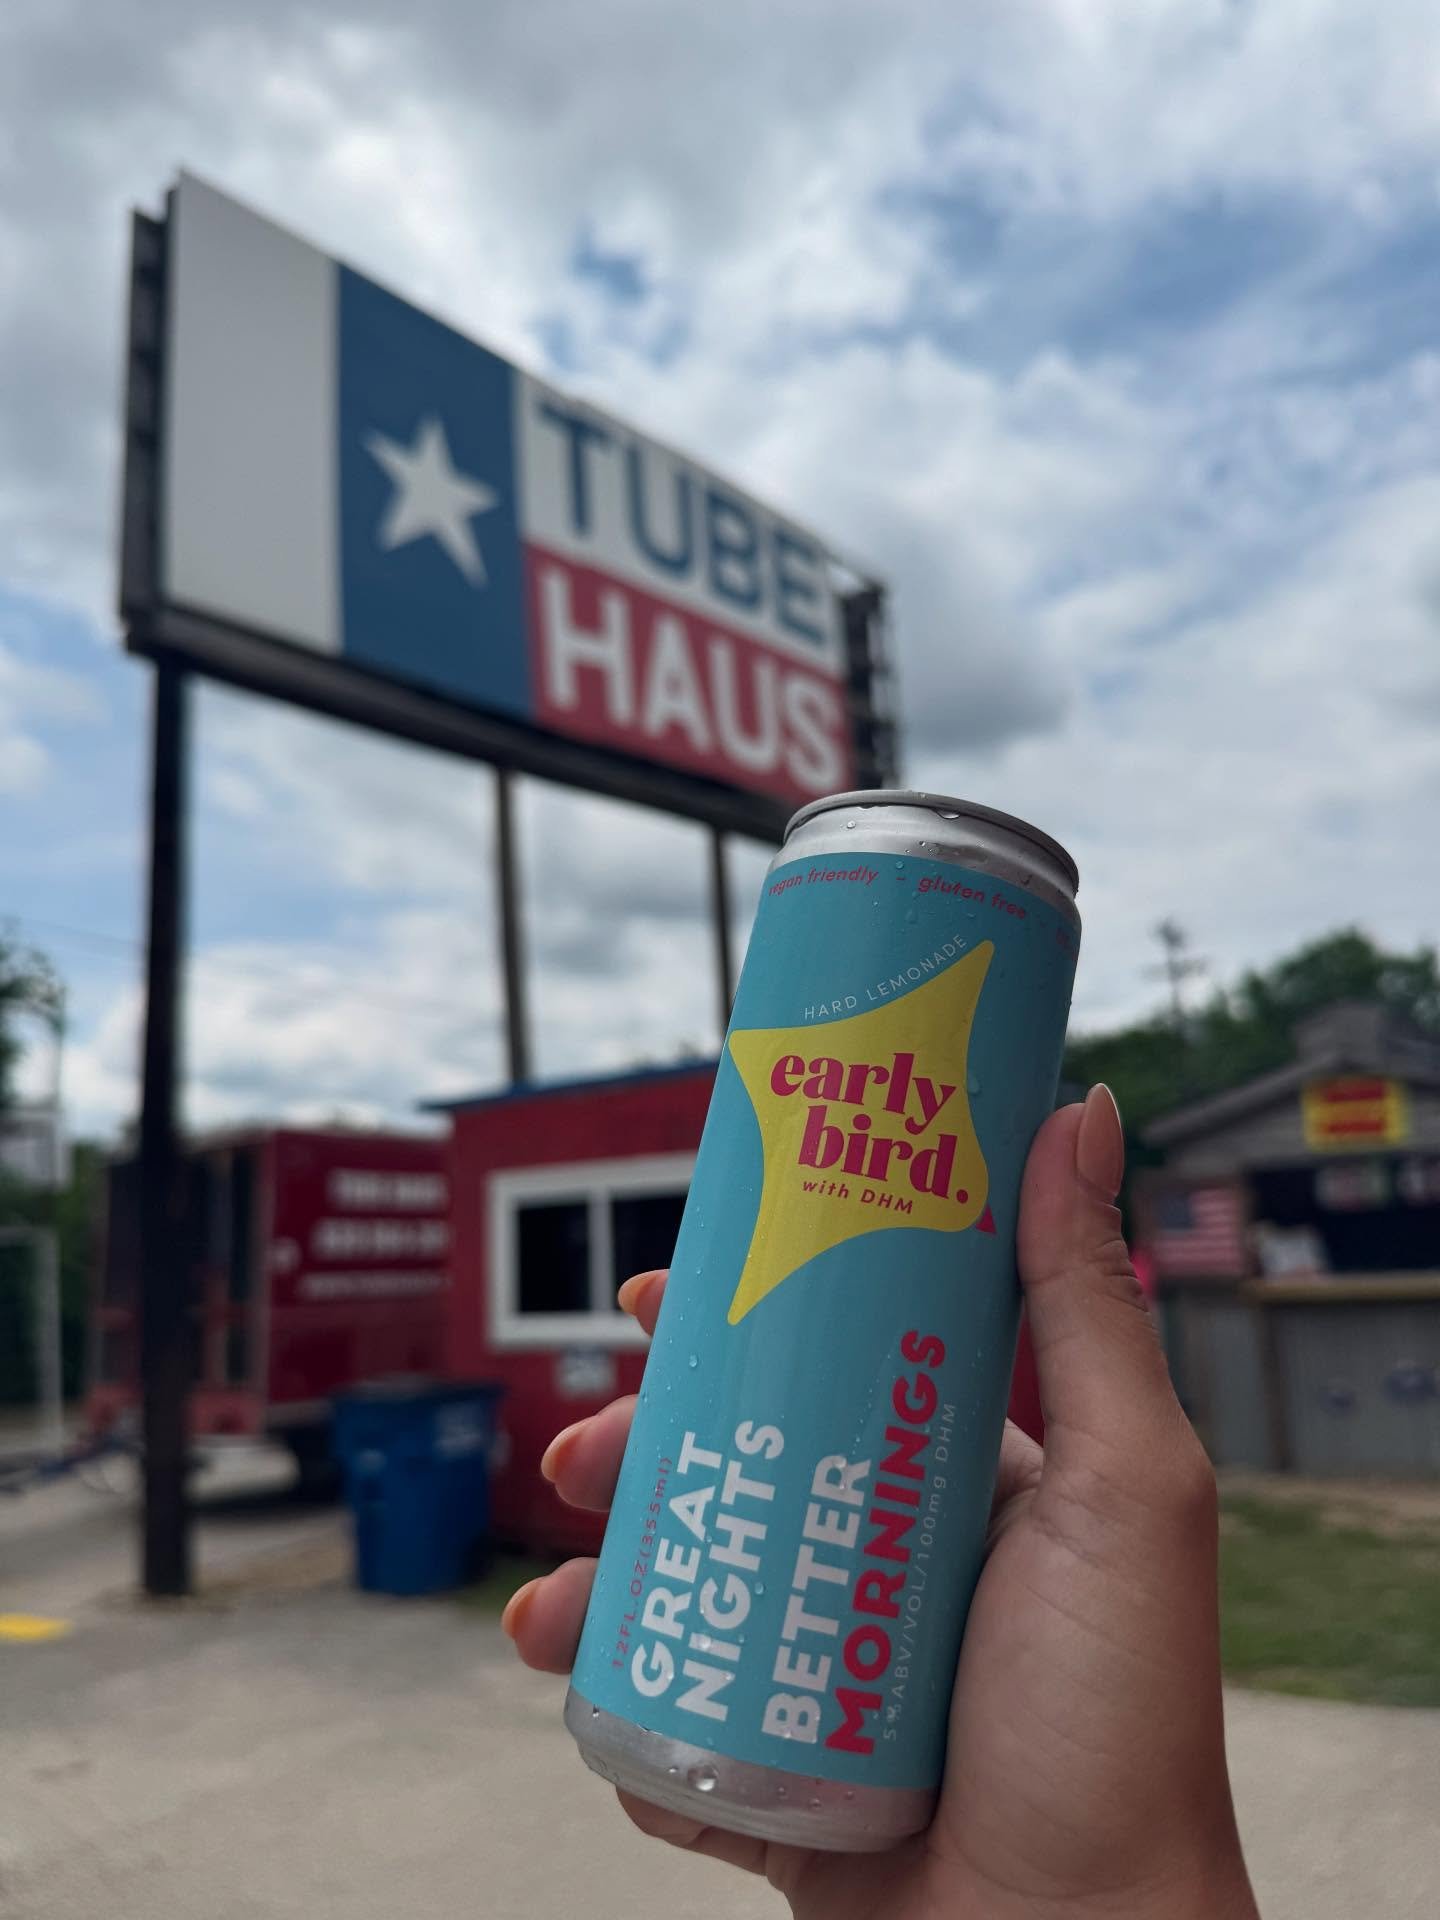 TUBE
HAUS
vegan friendly - gluten free -
HARD LEMONADE
early
bird.
with DHM
12FL.OZ(355ml)
GREAT
NIGHTS
BETTER
MORNINGS
5%ABV/VOL/100mg DHM